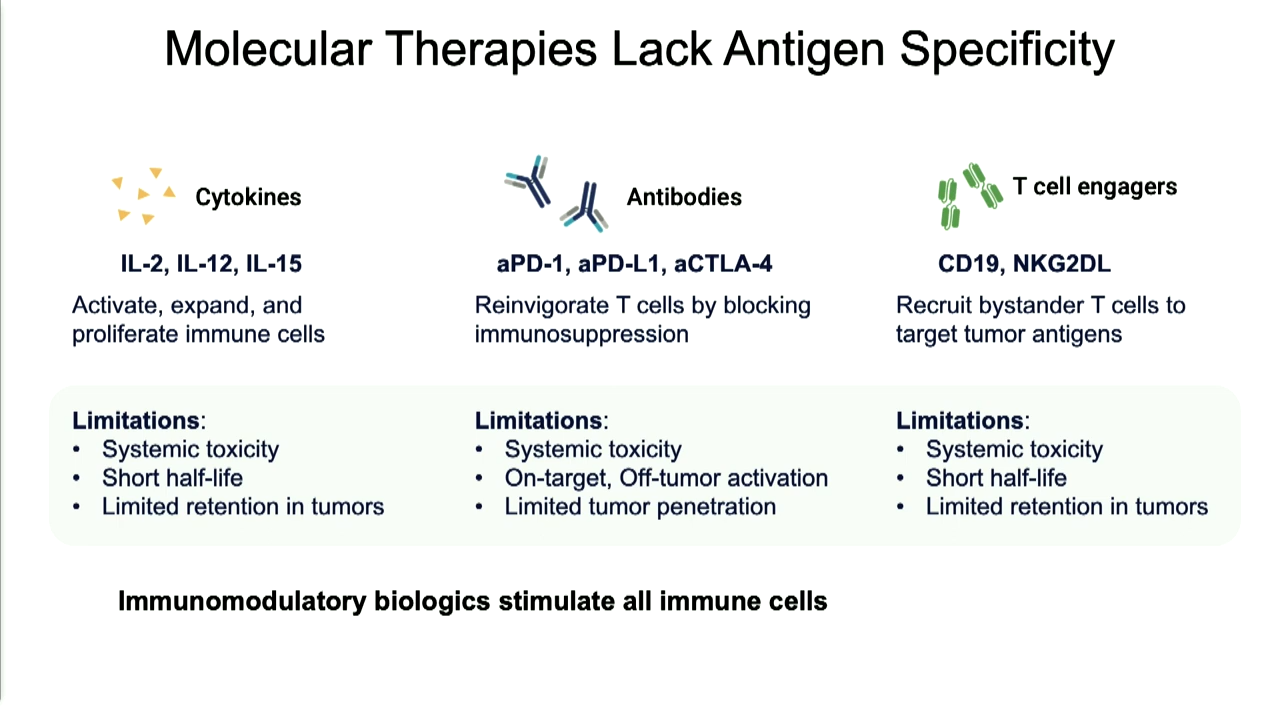 Molecular Therapies Lack Antigen Specificity
Cytokines
IL-2, IL-12, IL-15
Activate, expand, and
proliferate immune cells
Limitations:
• Systemic toxicity
• Short half-life
• Limited retention in tumors
Antibodies
aPD-1, aPD-L1, aCTLA-4
Reinvigorate T cells by blocking
immunosuppression
Limitations:
• Systemic toxicity
• On-target, Off-tumor activation
• Limited tumor penetration
T cell engagers
CD19, NKG2DL
Recruit bystander T cells to
target tumor antigens
Limitations:
• Systemic toxicity
• Short half-life
• Limited retention in tumors
Immunomodulatory biologics stimulate all immune cells